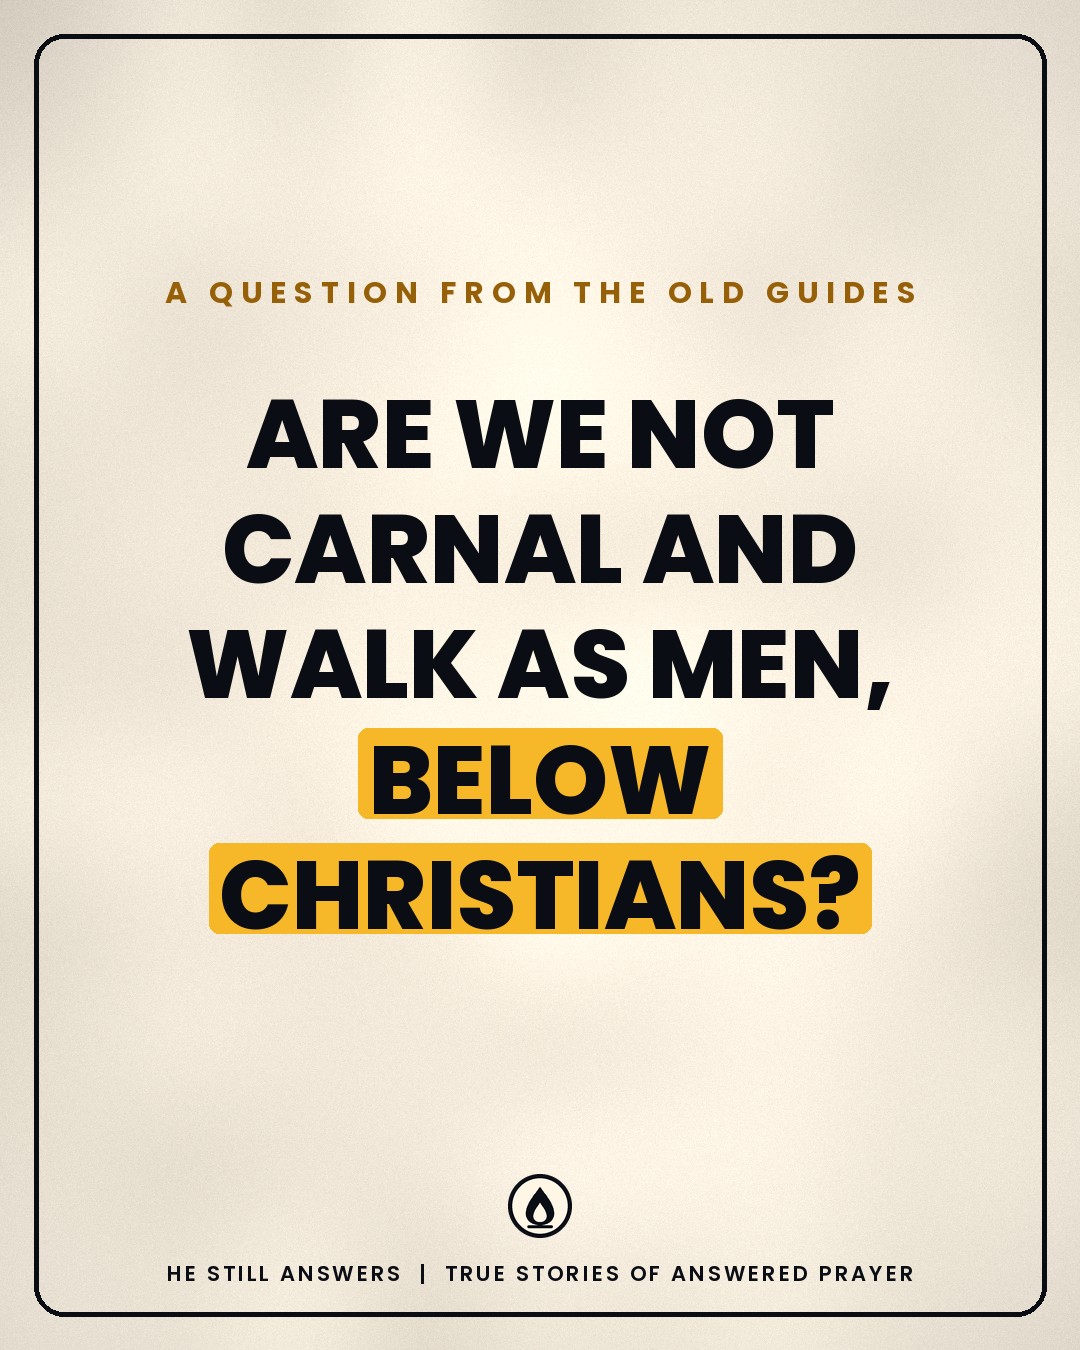 A QUESTION FROM THE OLD GUIDES
ARE WE NOT
CARNAL AND
WALK AS MEN,
BELOW
CHRISTIANS?
HE STILL ANSWERS | TRUE STORIES OF ANSWERED PRAYER